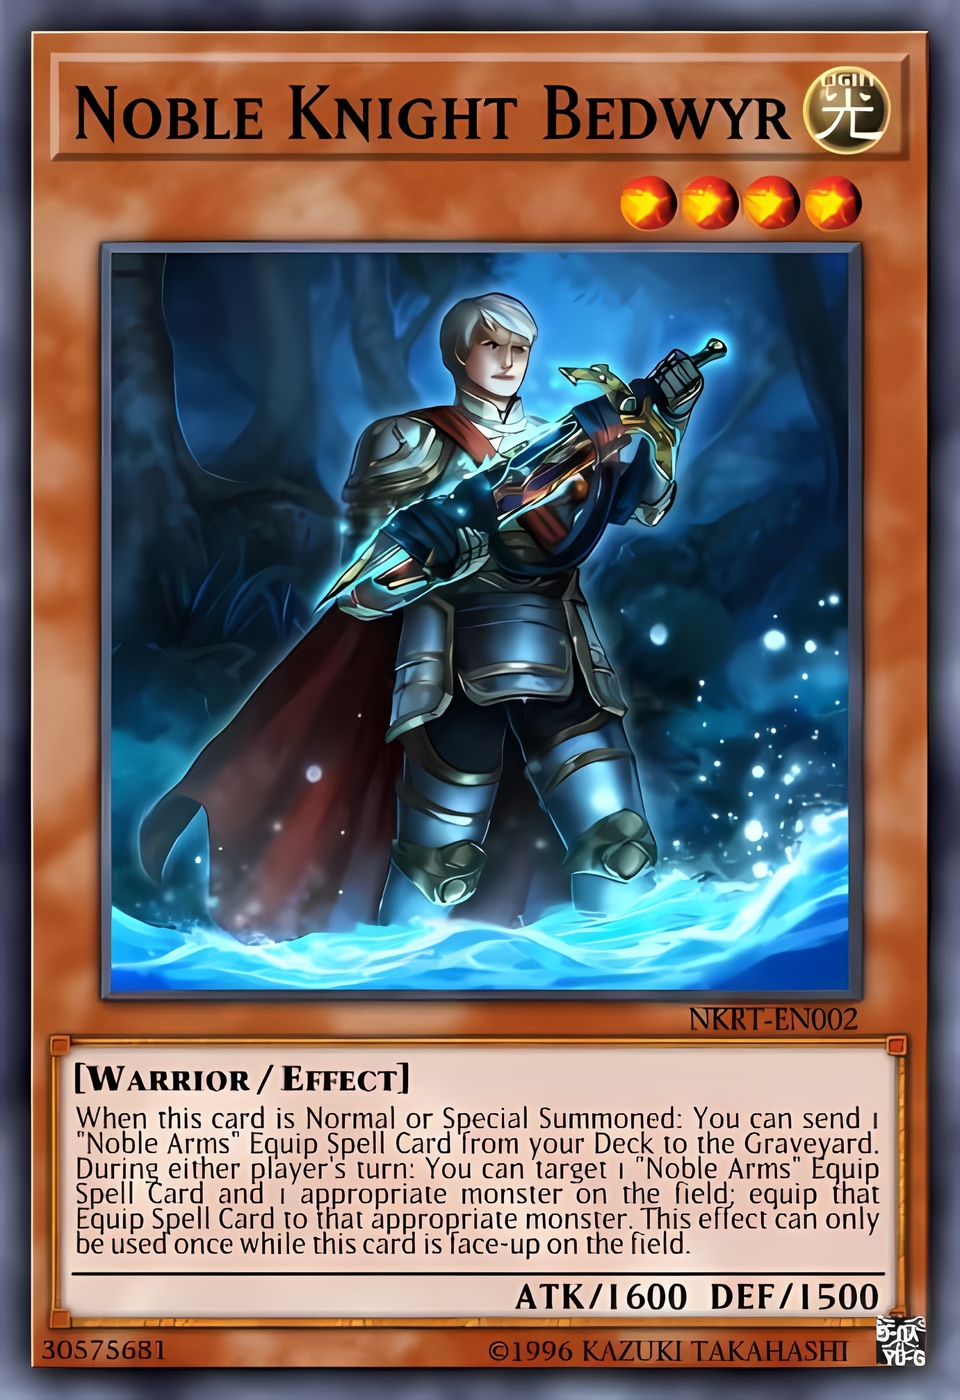 NOBLE KNIGHT BEDWYR
光
NKRT-EN002
[WARRIOR / EFFECT]
When this card is Normal or Special Summoned: You can send 1
"Noble Arms" Equip Spell Card from your Deck to the Graveyard.
During either player's turn: You can target 1 "Noble Arms" Equip
Spell Card and 1 appropriate monster on the field; equip that
Equip Spell Card to that appropriate monster. This effect can only
be used once while this card is face-up on the field.
ATK/1600 DEF/1500
30575681
©1996 KAZUKI TAKAHASHI